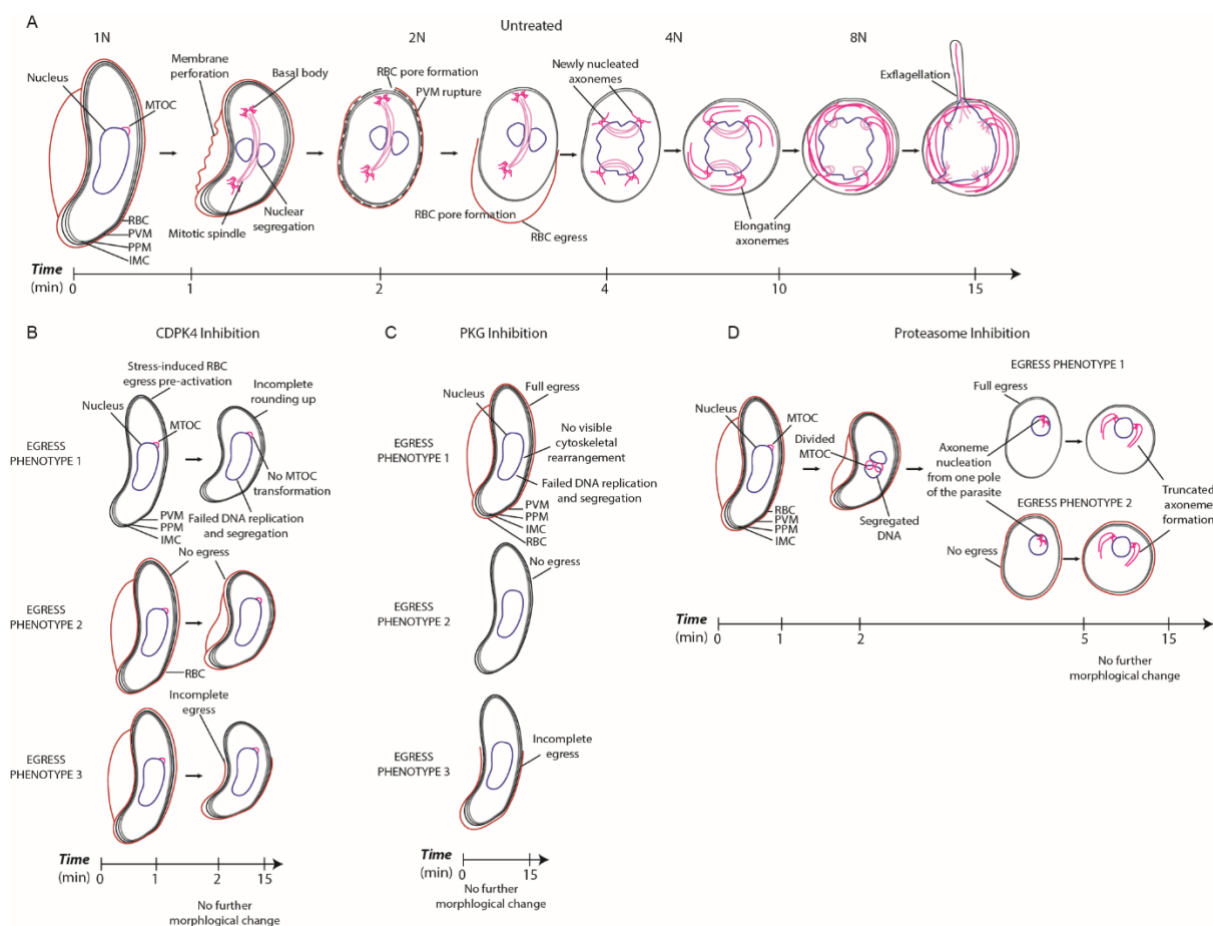 A
Untreated
1N
2N
4N
8N
Nucleus
MTOC
Membrane
perforation
Basal body
RBC pore formation
PVM rupture
Newly nucleated
axonemes
Exflagellation
RBC
PVM
PPM
IMC
Mitotic spindle
Nuclear
segregation
RBC pore formation
RBC egress
Elongating
axonemes
Time
(min)
0
1
2
4
10
15
B
CDPK4 Inhibition
Stress-induced RBC
egress pre-activation
Incomplete
rounding up
Nucleus
MTOC
EGRESS
PHENOTYPE 1
No MTOC
transformation
Failed DNA replication
and segregation
PVM
PPM
IMC
No egress
EGRESS
PHENOTYPE 2
RBC
Incomplete
egress
EGRESS
PHENOTYPE 3
Time
(min)
0
1
2
15
No further
morphlogical change
C
PKG Inhibition
Full egress
Nucleus
EGRESS
PHENOTYPE 1
No visible
cytoskeletal
rearrangement
Failed DNA replication
and segregation
PVM
PPM
IMC
RBC
No egress
EGRESS
PHENOTYPE 2
EGRESS
PHENOTYPE 3
Incomplete
egress
Time
(min)
0
15
No further
morphlogical change
D
Proteasome Inhibition
EGRESS PHENOTYPE 1
Full egress
Nucleus
MTOC
Divided
MTOC
Axoneme
nucleation
from one pole
of the parasite
RBC
PVM
PPM
IMC
Segregated
DNA
EGRESS PHENOTYPE 2
No egress
Truncated
axoneme
formation
Time
(min)
0
1
2
5
15
No further
morphlogical change